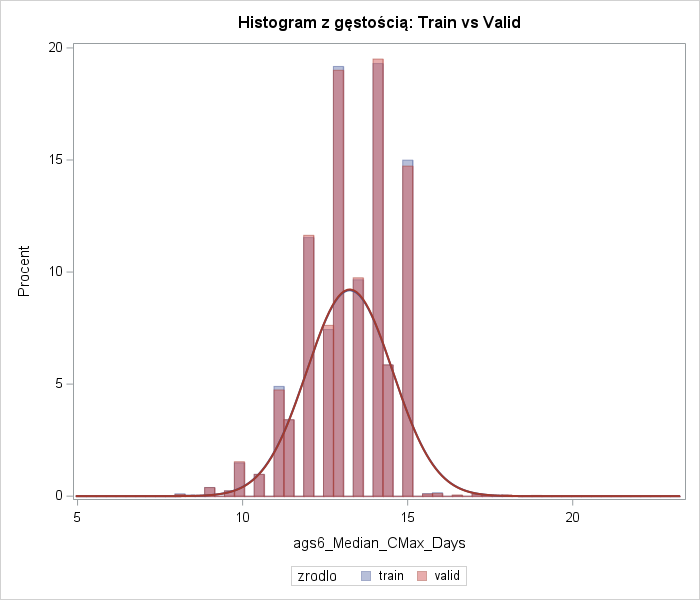 Histogram z gęstością: Train vs Valid
20
15
10
5
0
Procent
5
10
15
20
ags6_Median_CMax_Days
zrodlo train valid